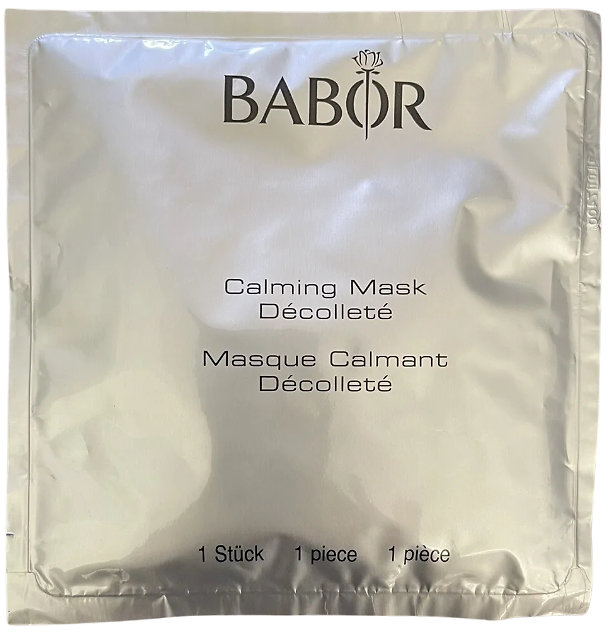 BABOR
Calming Mask
Décolleté
Masque Calmant
Décolleté
1 Stück 1 piece 1 pièce